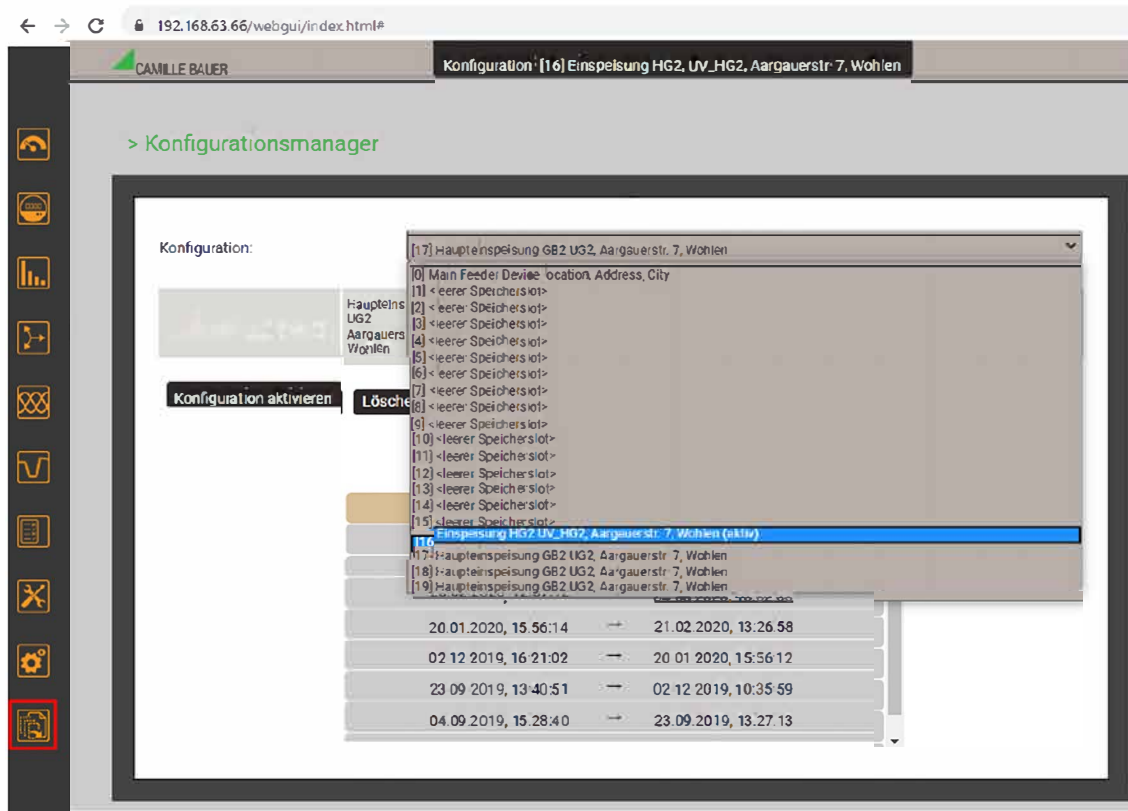 192.168.63.66/webgui/index.html#
CAMILLE BAUER
Konfiguration [16] Einspeisung HG2, UV_HG2, Aargauerstr 7, Wohlen
> Konfigurationsmanager
Konfiguration:
[17] Haupteinspeisung GB2 UG2, Aargauerstr. 7, Wohlen
[0] Main Feeder Device location, Address, City
[1] <leerer Speicherslot>
[2] <leerer Speicherslot>
[3] <leerer Speicherslot>
[4] <leerer Speicherslot>
[5] <leerer Speicherslot>
[6] <leerer Speicherslot>
[7] <leerer Speicherslot>
[8] <leerer Speicherslot>
[9] <leerer Speicherslot>
[10] <leerer Speicherslot>
[11] <leerer Speicherslot>
[12] <leerer Speicherslot>
[13] <leerer Speicherslot>
[14] <leerer Speicherslot>
[15] <leerer Speicherslot>
[16 Einspeisung HG2 UV_HG2, Aargauerstr. 7, Wohlen (aktiv)
[17] Haupteinspeisung GB2 UG2, Aargauerstr 7, Wohlen
[18] Haupteinspeisung GB2 UG2, Aargauerstr 7, Wohlen
[19] Haupteinspeisung GB2 UG2, Aargauerstr. 7, Wohlen
Haupteins
UG2
Aargauers
Wohlen
Konfiguration aktivieren
Lösche
20.01.2020, 15:56:14 → 21.02.2020, 13:26:58
02.12.2019, 16:21:02 → 20.01.2020, 15:56:12
23.09.2019, 13:40:51 → 02.12.2019, 10:35:59
04.09.2019, 15:28:40 → 23.09.2019, 13:27:13